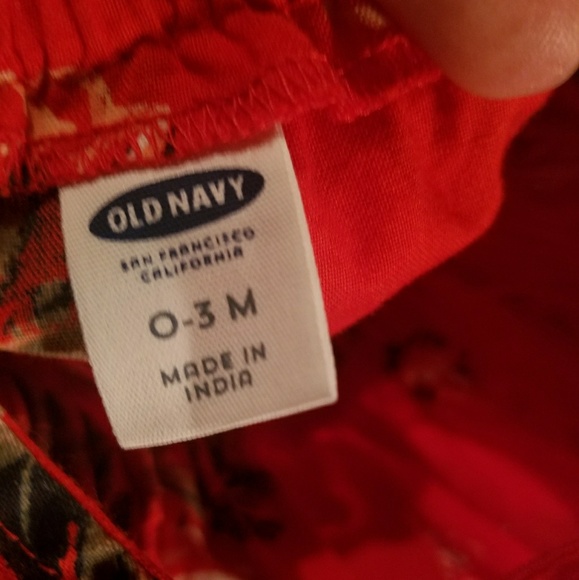 OLD NAVY
SAN FRANCISCO
CALIFORNIA
0-3 M
MADE IN
INDIA